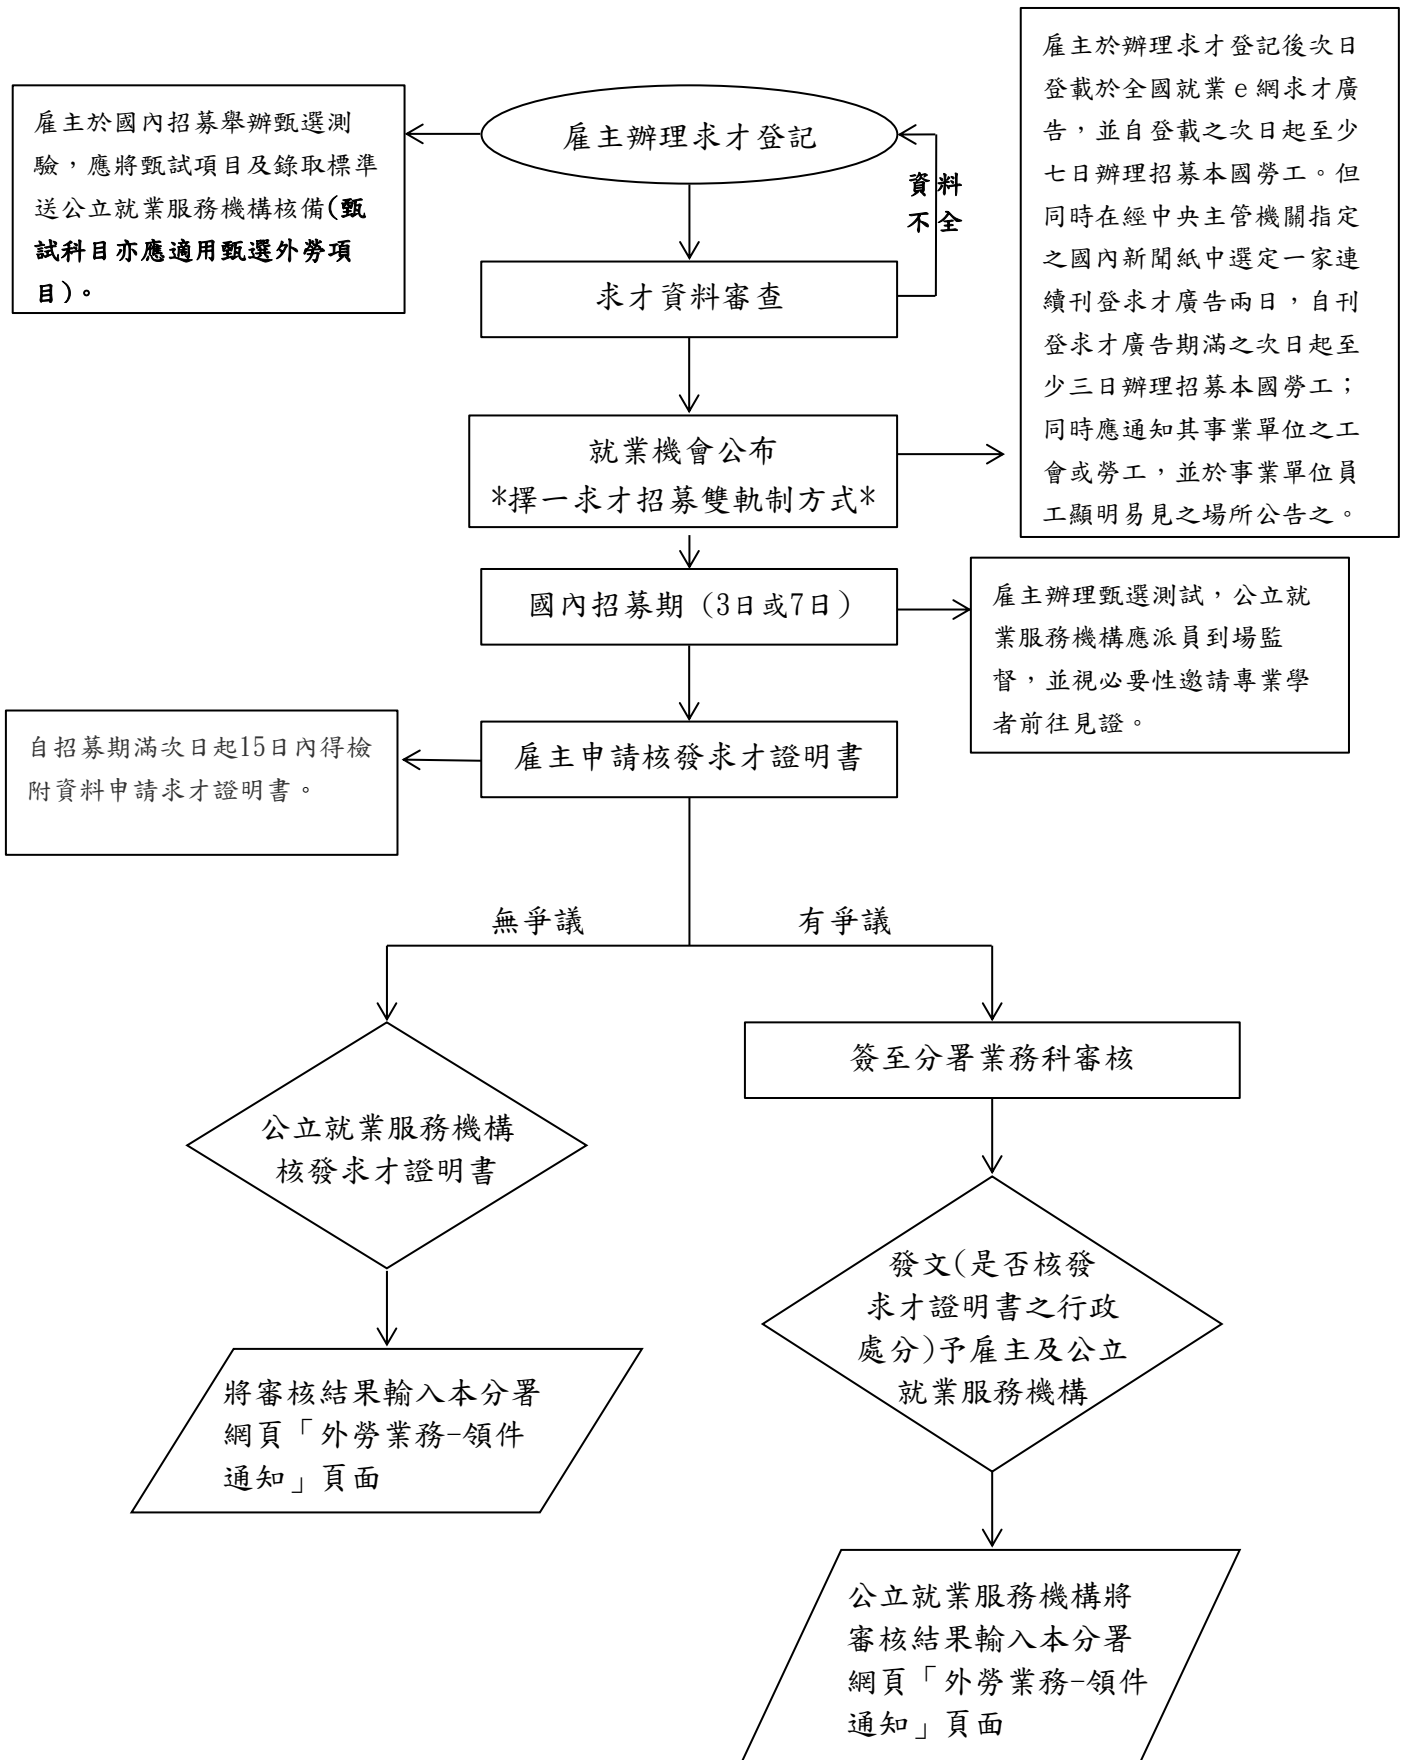 雇主於國內招募舉辦甄選測
驗，應將甄試項目及錄取標準
送公立就業服務機構核備(甄
試科目亦應適用甄選外勞項
目)。
雇主辦理求才登記
資料
不全
雇主於辦理求才登記後次日
登載於全國就業ｅ網求才廣
告，並自登載之次日起至少
七日辦理招募本國勞工。但
同時在經中央主管機關指定
之國內新聞紙中選定一家連
續刊登求才廣告兩日，自刊
登求才廣告期滿之次日起至
少三日辦理招募本國勞工；
同時應通知其事業單位之工
會或勞工，並於事業單位員
工顯明易見之場所公告之。
求才資料審查
就業機會公布
*擇一求才招募雙軌制方式*
國內招募期（3日或7日）
雇主辦理甄選測試，公立就
業服務機構應派員到場監
督，並視必要性邀請專業學
者前往見證。
雇主申請核發求才證明書
自招募期滿次日起15日內得檢
附資料申請求才證明書。
無爭議
有爭議
公立就業服務機構
核發求才證明書
簽至分署業務科審核
發文(是否核發
求才證明書之行政
處分)予雇主及公立
就業服務機構
將審核結果輸入本分署
網頁「外勞業務-領件
通知」頁面
公立就業服務機構將
審核結果輸入本分署
網頁「外勞業務-領件
通知」頁面